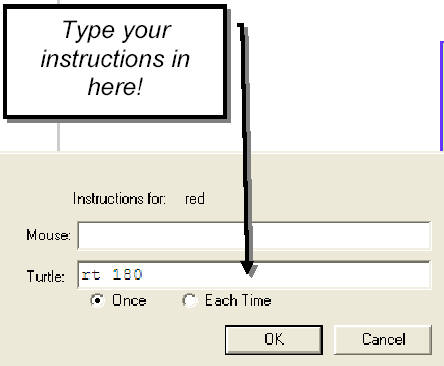 Type your
instructions in
here!
Instructions for: red
Mouse:
Turtle: rt 180
Once Each Time
OK Cancel